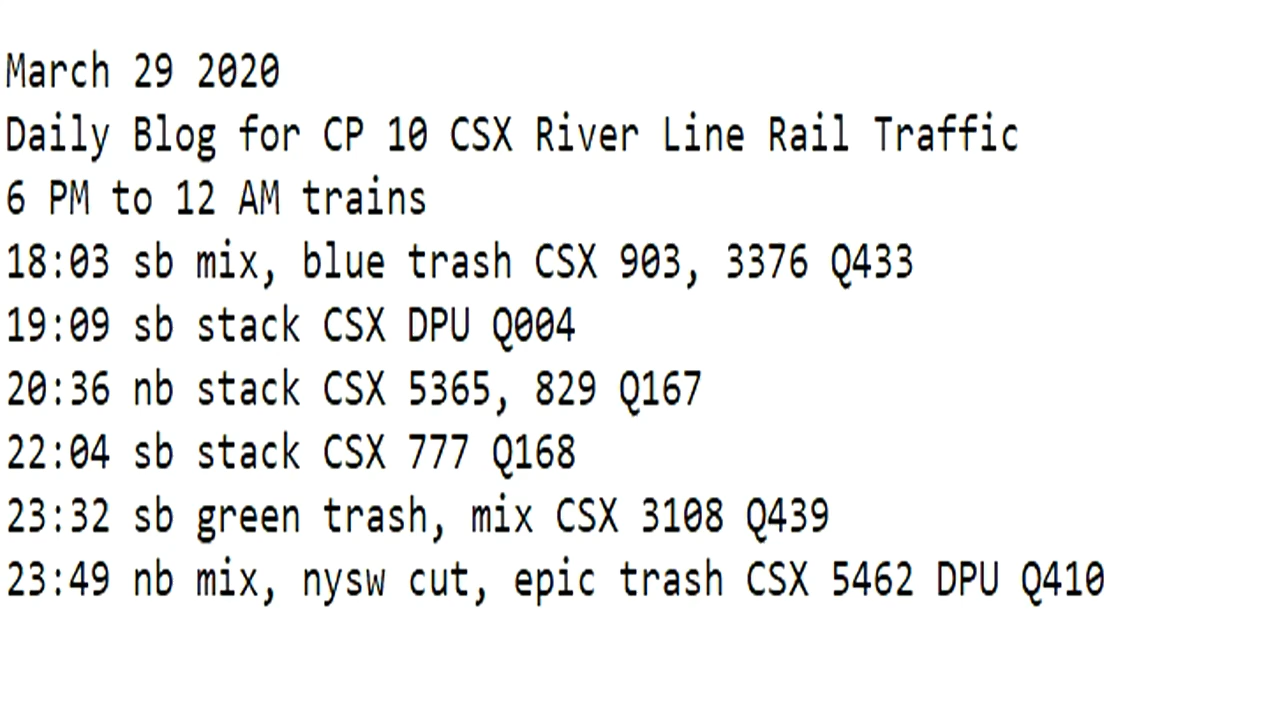 March 29 2020
Daily Blog for CP 10 CSX River Line Rail Traffic
6 PM to 12 AM trains
18:03 sb mix, blue trash CSX 903, 3376 Q433
19:09 sb stack CSX DPU Q004
20:36 nb stack CSX 5365, 829 Q167
22:04 sb stack CSX 777 Q168
23:32 sb green trash, mix CSX 3108 Q439
23:49 nb mix, nysw cut, epic trash CSX 5462 DPU Q410